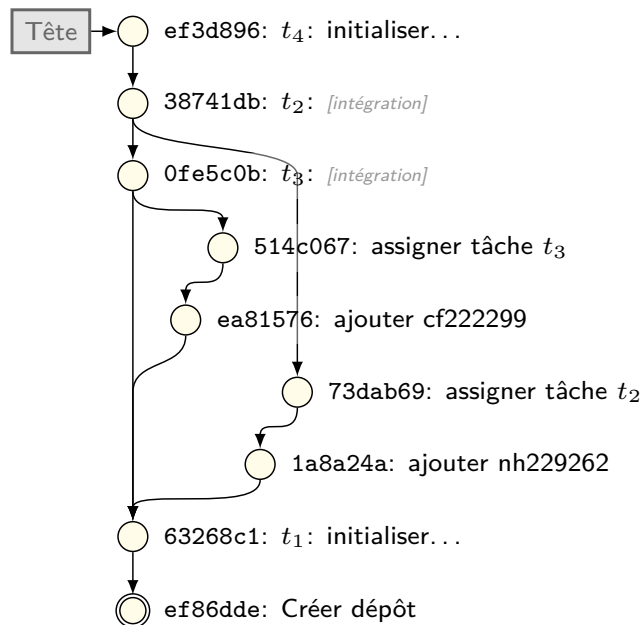 Tête
ef3d896: t₄: initialiser...
38741db: t₂: [intégration]
0fe5c0b: t₃: [intégration]
514c067: assigner tâche t₃
ea81576: ajouter cf222299
73dab69: assigner tâche t₂
1a8a24a: ajouter nh229262
63268c1: t₁: initialiser...
ef86dde: Créer dépôt